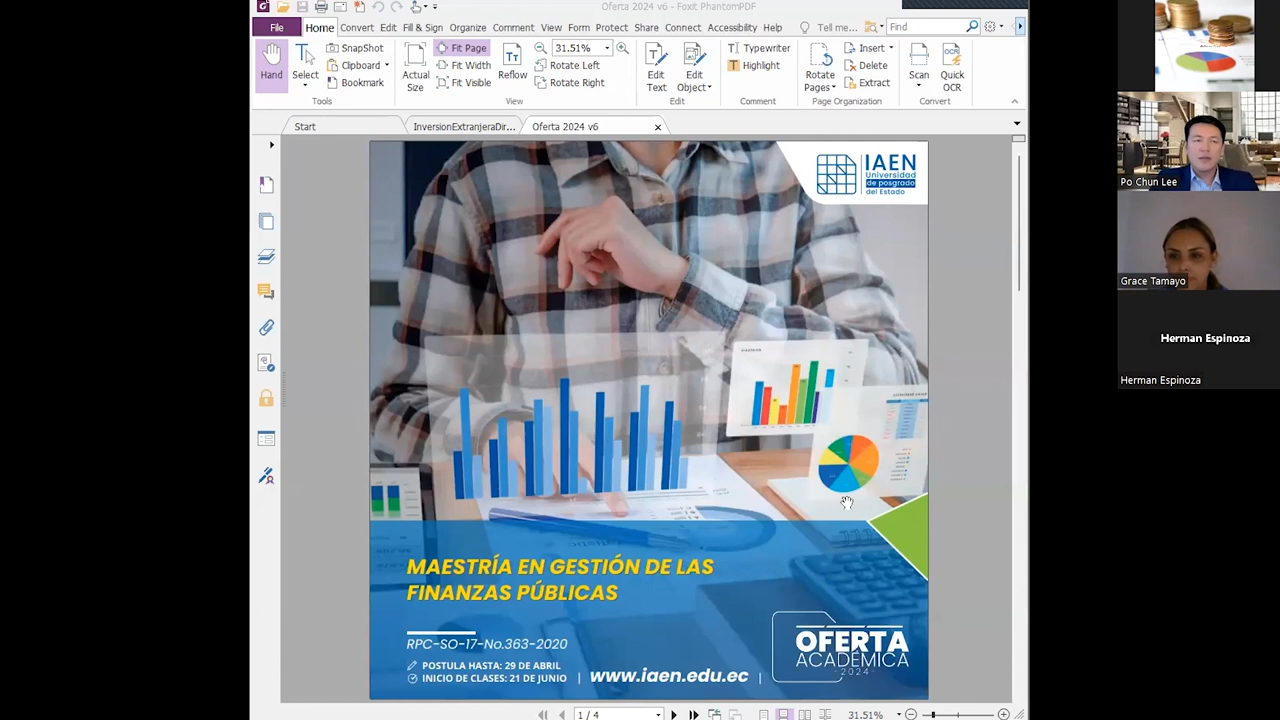 Oferta 2024 v6 - Foxit PhantomPDF
File Home Convert Edit Fill & Sign Organize Comment View Form Protect Share Connect Accessibility Help Tell me... Find
Hand
Select
SnapShot
Clipboard
Bookmark
Tools
Actual
Size
Fit Page
Fit Width
Fit Visible
Reflow
31.51%
Rotate Left
Rotate Right
View
Edit
Text
Edit
Object
Edit
Typewriter
Highlight
Comment
Rotate
Pages
Insert
Delete
Extract
Page Organization
Scan
Quick
OCR
Convert
Start
InversionExtranjeraDir...
Oferta 2024 v6
IAEN
Universidad
de posgrado
del Estado
MAESTRÍA EN GESTIÓN DE LAS
FINANZAS PÚBLICAS
RPC-SO-17-No.363-2020
POSTULA HASTA: 29 DE ABRIL
INICIO DE CLASES: 21 DE JUNIO | www.iaen.edu.ec |
OFERTA
ACADÉMICA
-2024-
1 / 4
31.51%
Po Chun Lee
Grace Tamayo
Herman Espinoza
Herman Espinoza